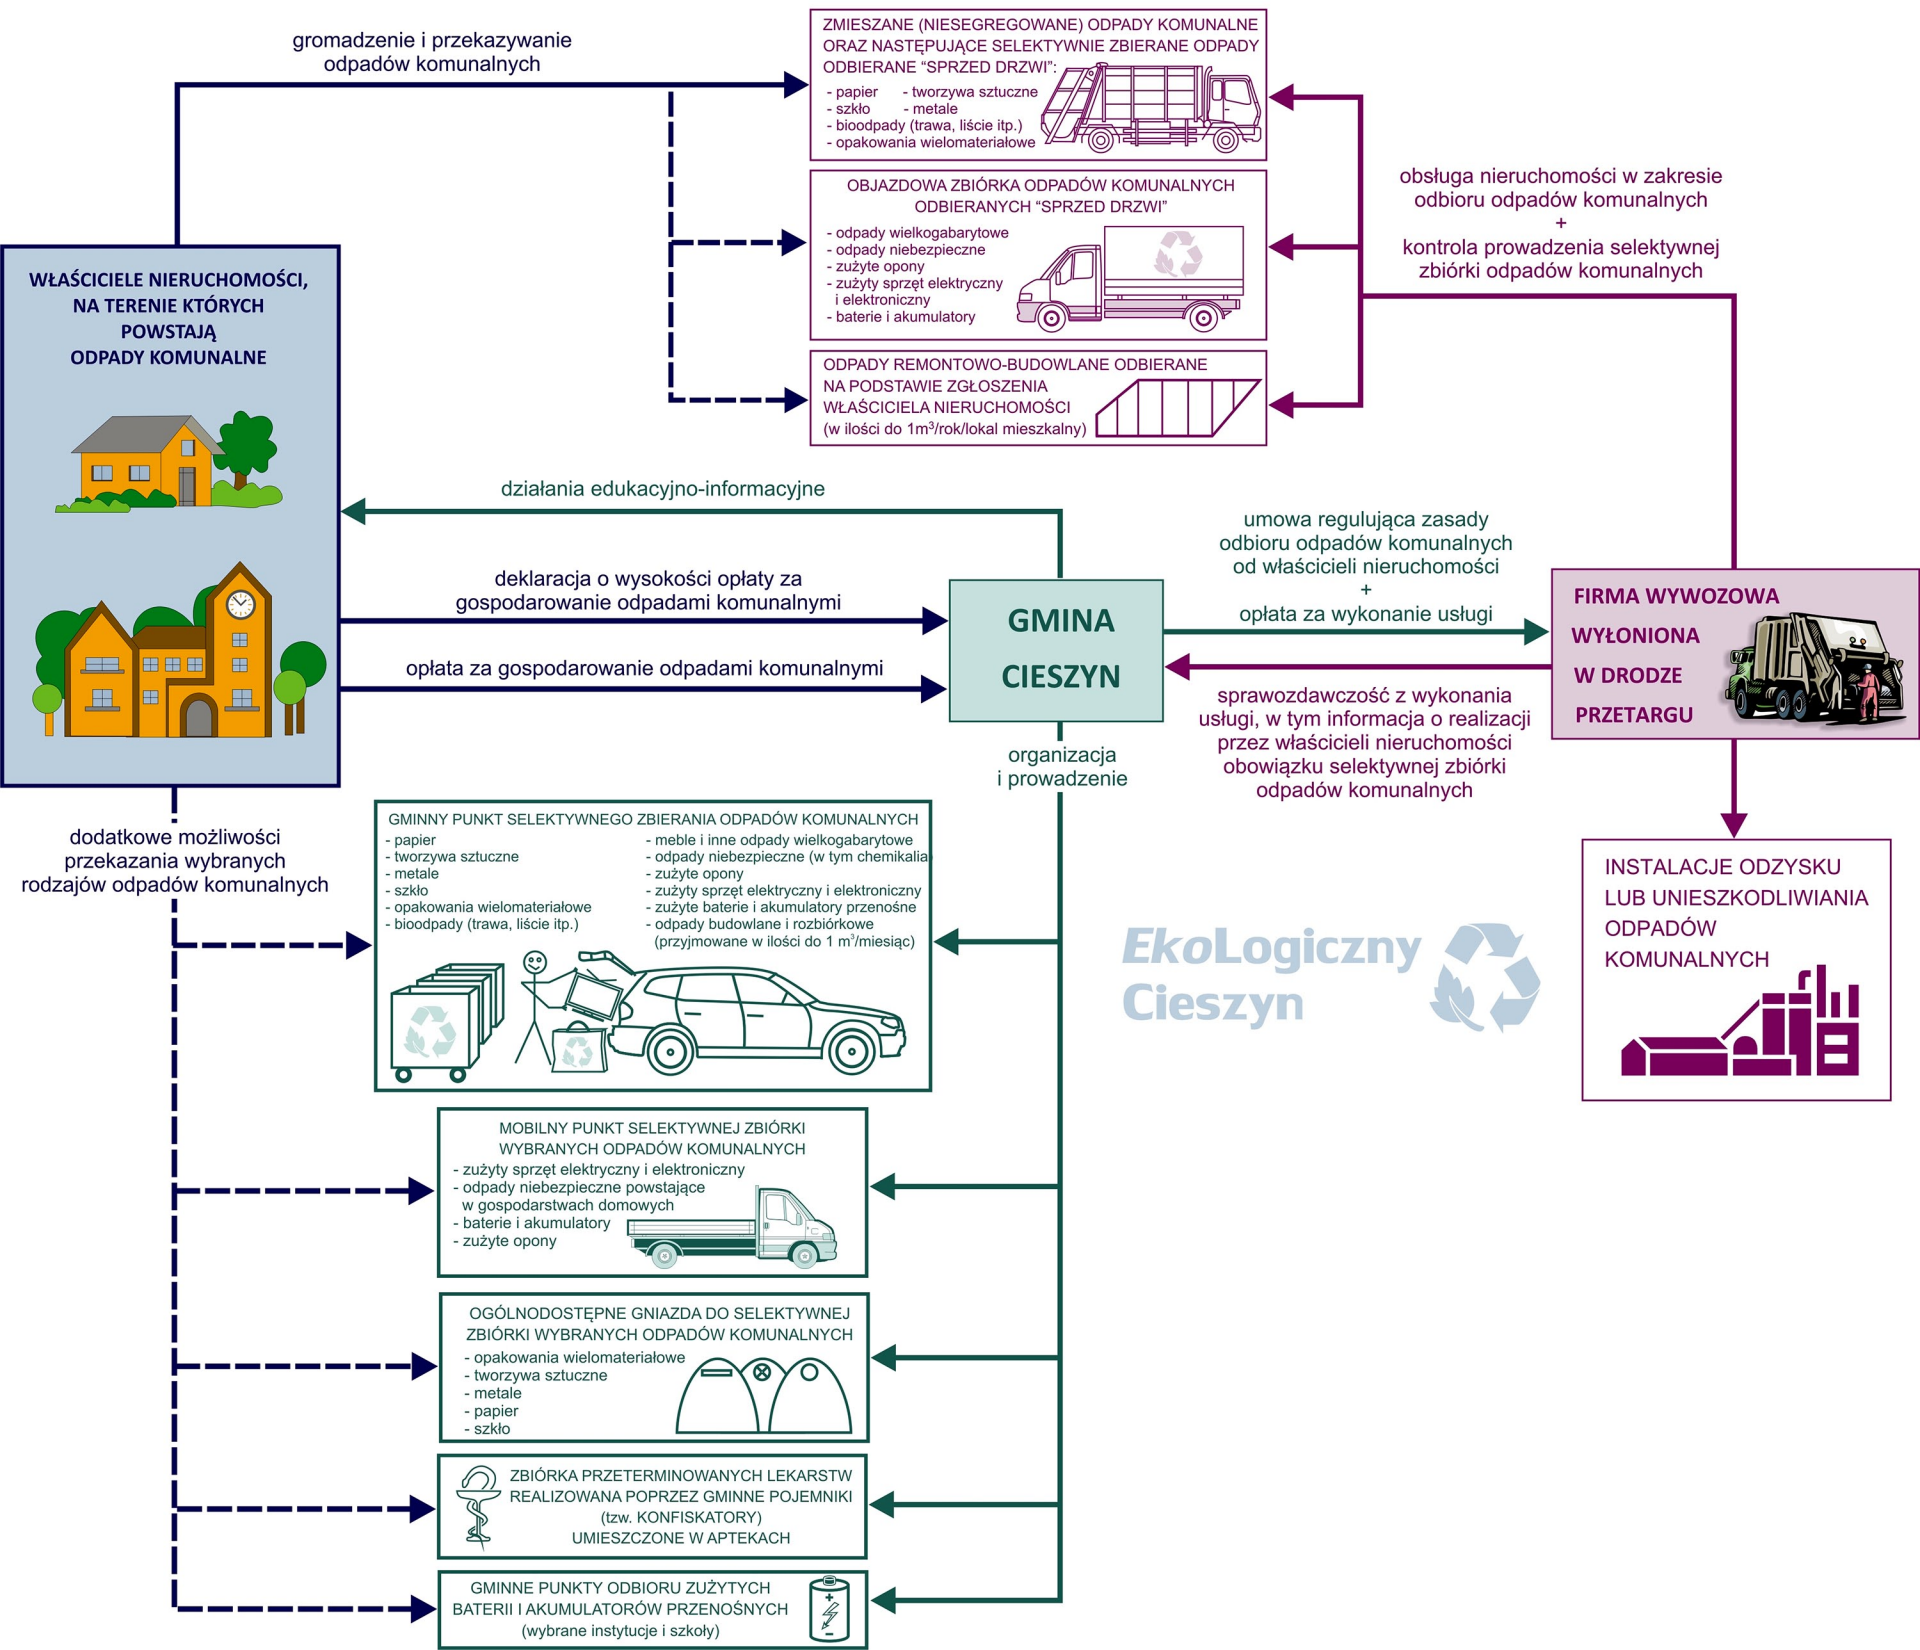 gromadzenie i przekazywanie
odpadów komunalnych
ZMIESZANE (NIESEGREGOWANE) ODPADY KOMUNALNE
ORAZ NASTĘPUJĄCE SELEKTYWNIE ZBIERANE ODPADY
ODBIERANE “SPRZED DRZWI”:
- papier - tworzywa sztuczne
- szkło - metale
- bioodpady (trawa, liście itp.)
- opakowania wielomateriałowe
OBJAZDOWA ZBIÓRKA ODPADÓW KOMUNALNYCH
ODBIERANYCH “SPRZED DRZWI”
- odpady wielkogabarytowe
- odpady niebezpieczne
- zużyte opony
- zużyty sprzęt elektryczny
i elektroniczny
- baterie i akumulatory
ODPADY REMONTOWO-BUDOWLANE ODBIERANE
NA PODSTAWIE ZGŁOSZENIA
WŁAŚCICIELA NIERUCHOMOŚCI
(w ilości do 1m³/rok/lokal mieszkalny)
obsługa nieruchomości w zakresie
odbioru odpadów komunalnych
+
kontrola prowadzenia selektywnej
zbiórki odpadów komunalnych
WŁAŚCICIELE NIERUCHOMOŚCI,
NA TERENIE KTÓRYCH
POWSTAJĄ
ODPADY KOMUNALNE
działania edukacyjno-informacyjne
deklaracja o wysokości opłaty za
gospodarowanie odpadami komunalnymi
opłata za gospodarowanie odpadami komunalnymi
GMINA
CIESZYN
umowa regulująca zasady
odbioru odpadów komunalnych
od właścicieli nieruchomości
+
opłata za wykonanie usługi
sprawozdawczość z wykonania
usługi, w tym informacja o realizacji
przez właścicieli nieruchomości
obowiązku selektywnej zbiórki
odpadów komunalnych
FIRMA WYWOZOWA
WYŁONIONA
W DRODZE
PRZETARGU
organizacja
i prowadzenie
dodatkowe możliwości
przekazania wybranych
rodzajów odpadów komunalnych
GMINNY PUNKT SELEKTYWNEGO ZBIERANIA ODPADÓW KOMUNALNYCH
- papier
- tworzywa sztuczne
- metale
- szkło
- opakowania wielomateriałowe
- bioodpady (trawa, liście itp.)
- meble i inne odpady wielkogabarytowe
- odpady niebezpieczne (w tym chemikalia)
- zużyte opony
- zużyty sprzęt elektryczny i elektroniczny
- zużyte baterie i akumulatory przenośne
- odpady budowlane i rozbiórkowe
(przyjmowane w ilości do 1 m³/miesiąc)
EkoLogiczny
Cieszyn
INSTALACJE ODZYSKU
LUB UNIESZKODLIWIANIA
ODPADÓW
KOMUNALNYCH
MOBILNY PUNKT SELEKTYWNEJ ZBIÓRKI
WYBRANYCH ODPADÓW KOMUNALNYCH
- zużyty sprzęt elektryczny i elektroniczny
- odpady niebezpieczne powstające
w gospodarstwach domowych
- baterie i akumulatory
- zużyte opony
OGÓLNODOSTĘPNE GNIAZDA DO SELEKTYWNEJ
ZBIÓRKI WYBRANYCH ODPADÓW KOMUNALNYCH
- opakowania wielomateriałowe
- tworzywa sztuczne
- metale
- papier
- szkło
ZBIÓRKA PRZETERMINOWANYCH LEKARSTW
REALIZOWANA POPRZEZ GMINNE POJEMNIKI
(tzw. KONFISKATORY)
UMIESZCZONE W APTEKACH
GMINNE PUNKTY ODBIORU ZUŻYTYCH
BATERII I AKUMULATORÓW PRZENOŚNYCH
(wybrane instytucje i szkoły)